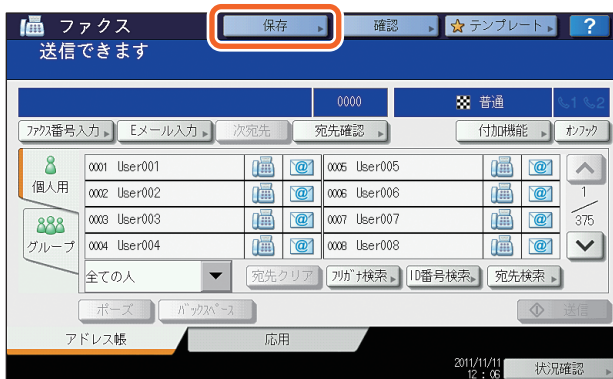 ファクス 保存 確認 テンプレート ?
送信できます
0000 普通 1 2
ファクス番号入力 Eメール入力 次宛先 宛先確認 付加機能 オンフック
個人用
グループ
0001 User001 0005 User005
0002 User002 0006 User006
0003 User003 0007 User007
0004 User004 0008 User008
1
375
全ての人 宛先クリア フリガナ検索 ID番号検索 宛先検索
ポーズ バックスペース 送信
アドレス帳 応用
2011/11/11
12:06 状況確認